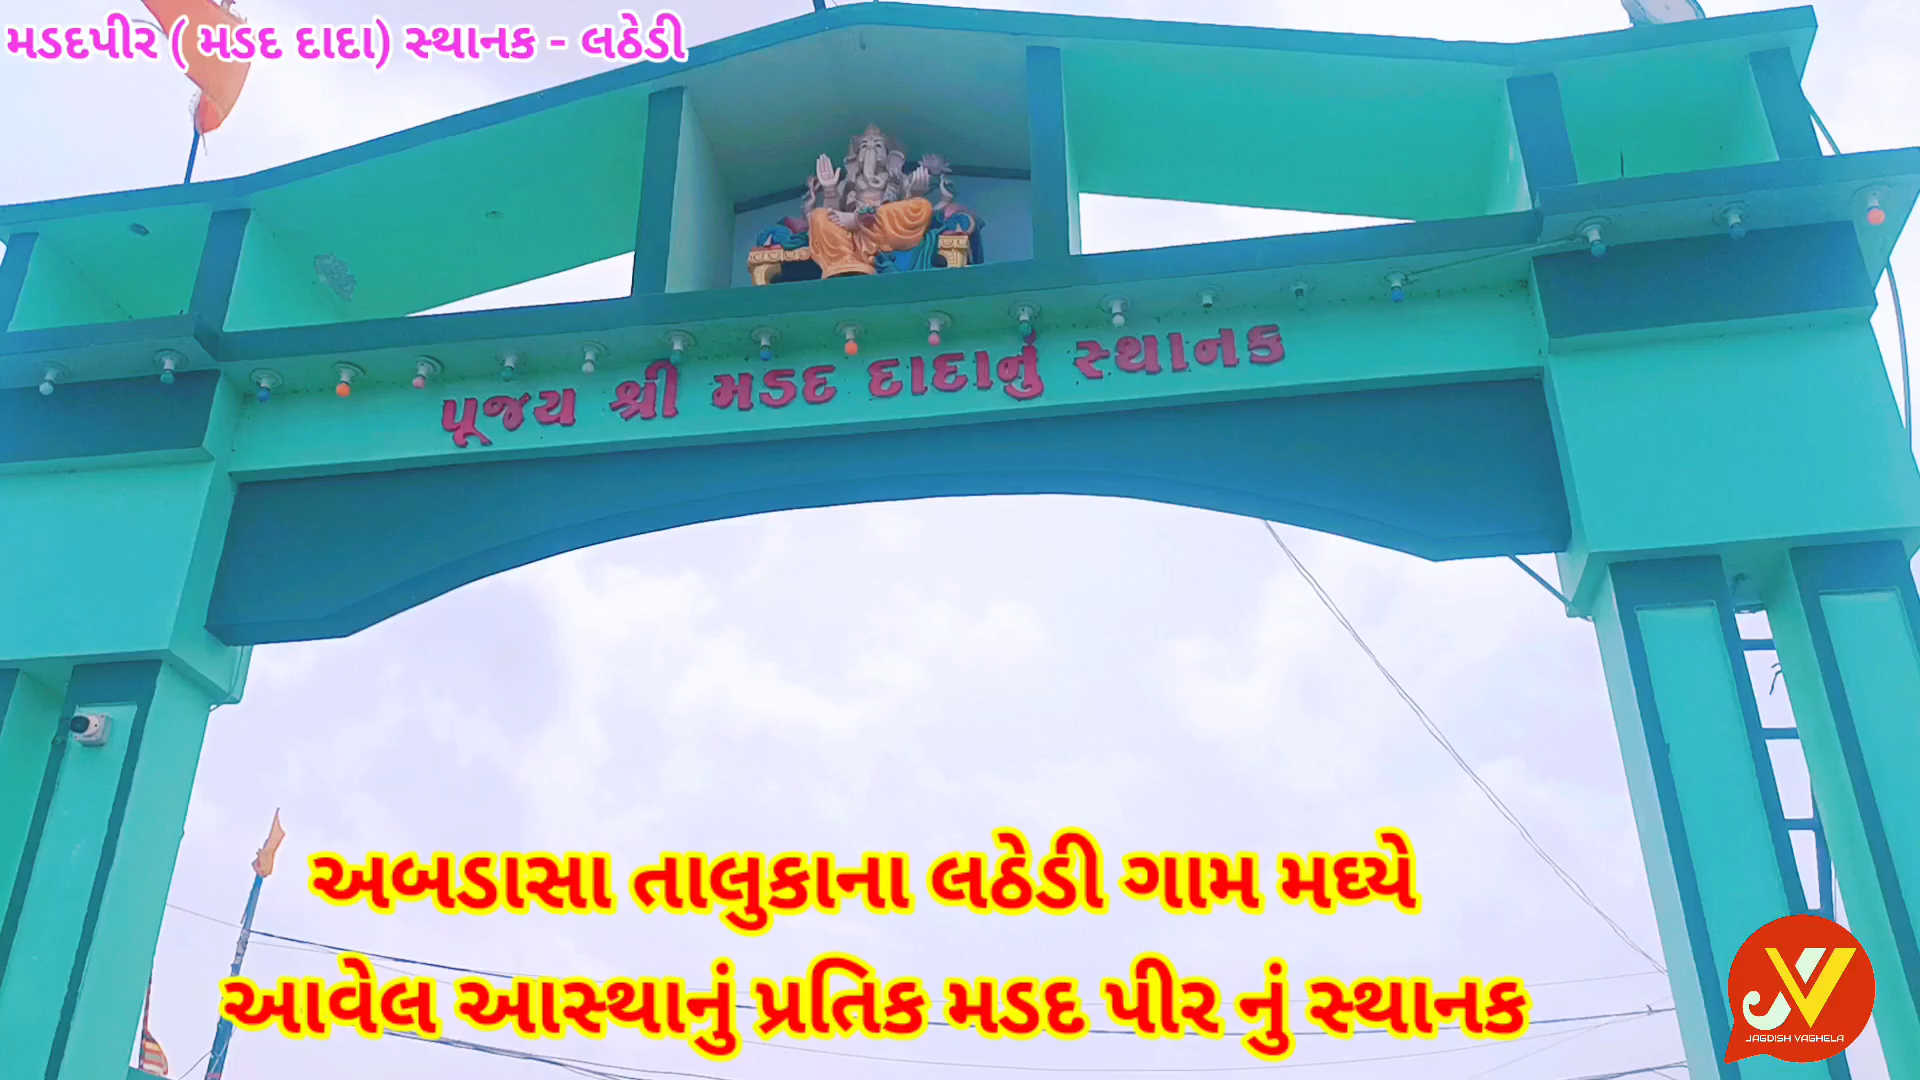 મડદપીર ( મડદ દાદા) સ્થાનક - લઠેડી
પૂજય શ્રી મડદ દાદાનું સ્થાનક
અબડાસા તાલુકાના લઠેડી ગામ મધ્યે
આવેલ આસ્થાનું પ્રતિક મડદ પીર નું સ્થાનક
JAGDISH VAGHELA